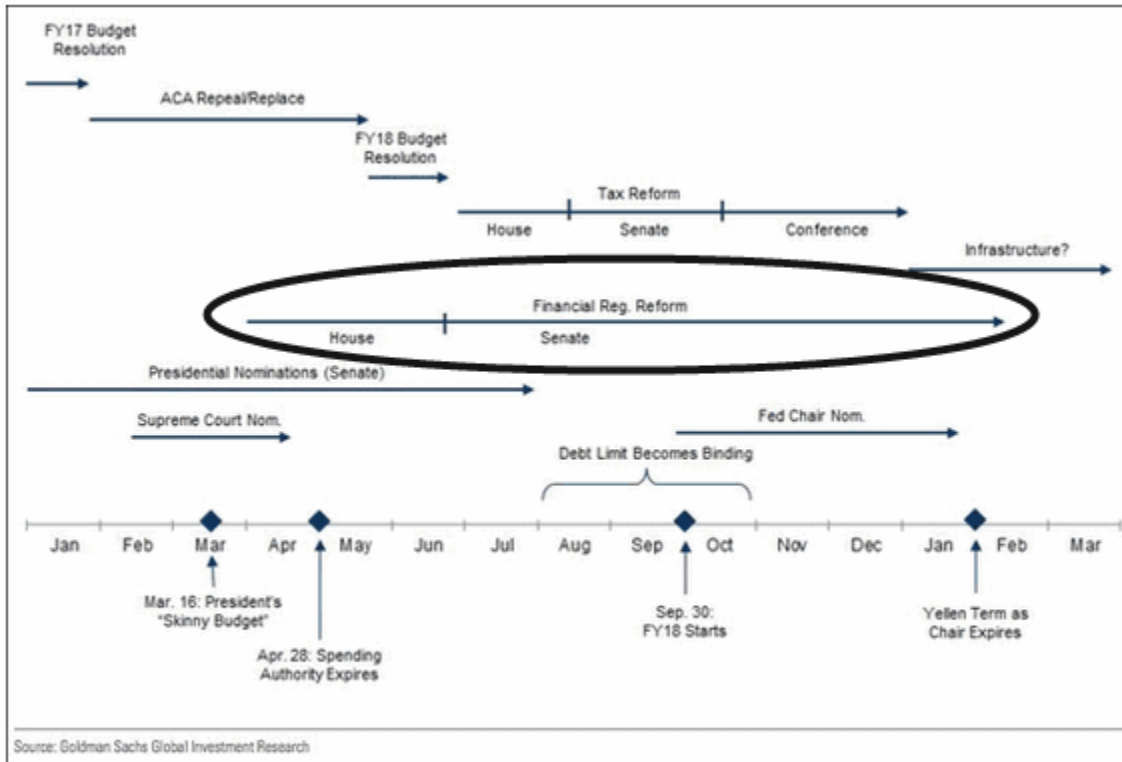 FY17 Budget
Resolution
ACA Repeal/Replace
FY18 Budget
Resolution
Tax Reform
House
Senate
Conference
Infrastructure?
Financial Reg. Reform
House
Senate
Presidential Nominations (Senate)
Supreme Court Nom.
Fed Chair Nom.
Debt Limit Becomes Binding
Jan Feb Mar Apr May Jun Jul Aug Sep Oct Nov Dec Jan Feb Mar
Mar. 16: President's
"Skinny Budget"
Apr. 28: Spending
Authority Expires
Sep. 30:
FY18 Starts
Yellen Term as
Chair Expires
Source: Goldman Sachs Global Investment Research